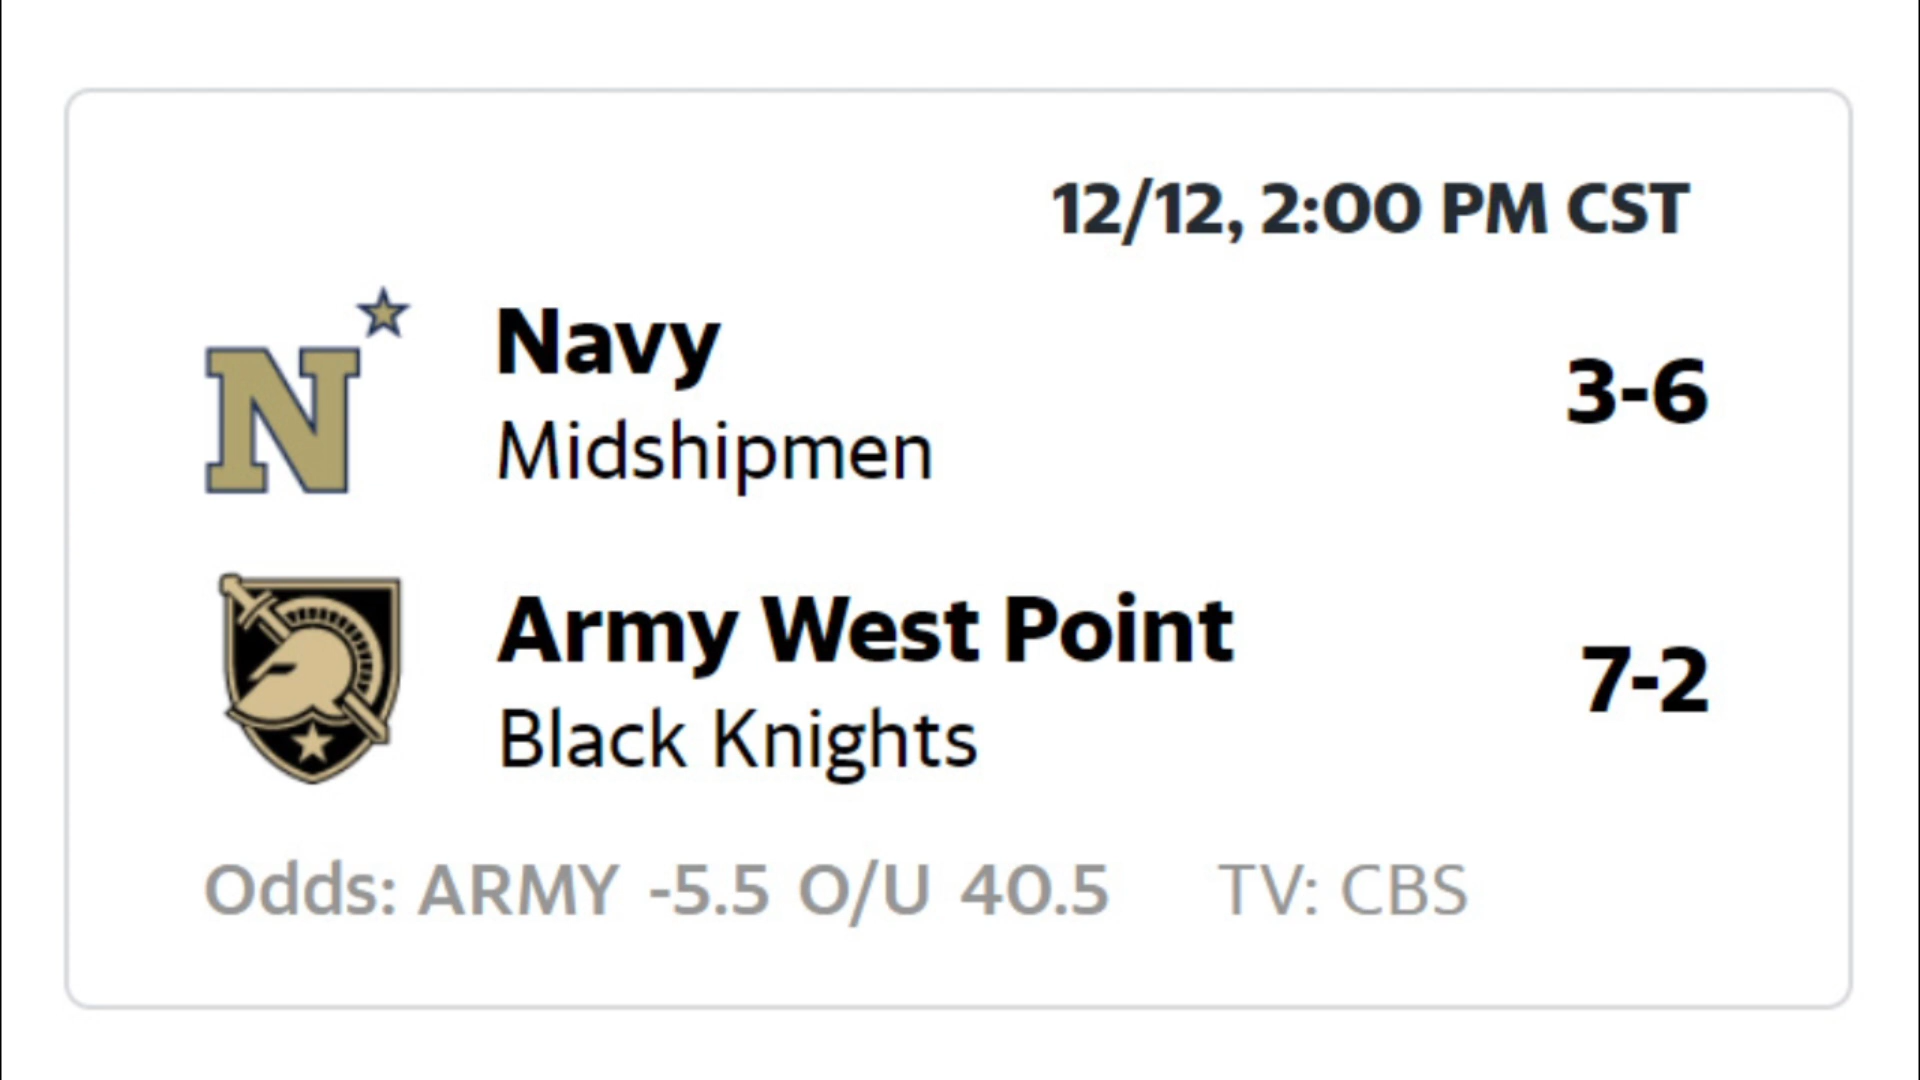 12/12, 2:00 PM CST
N
Navy
Midshipmen
3-6
Army West Point
Black Knights
7-2
Odds: ARMY -5.5 O/U 40.5 TV: CBS